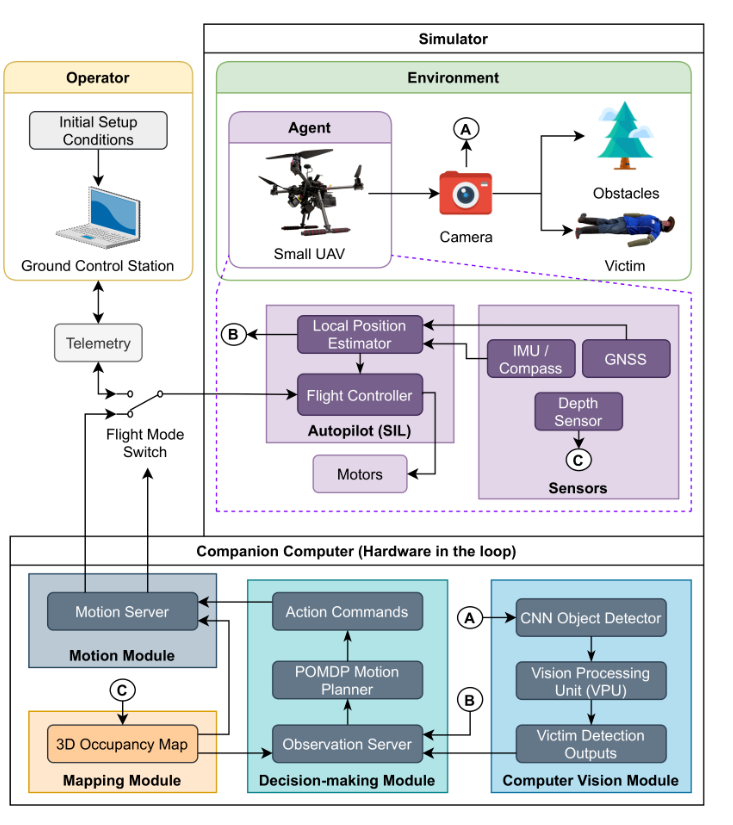 Simulator
Operator
Environment
Initial Setup
Conditions
Agent
A
Small UAV
Camera
Obstacles
Victim
Ground Control Station
Telemetry
Flight Mode
Switch
B
Local Position
Estimator
Flight Controller
Autopilot (SIL)
Motors
IMU /
Compass
GNSS
Depth
Sensor
C
Sensors
Companion Computer (Hardware in the loop)
Motion Server
Motion Module
C
3D Occupancy Map
Mapping Module
Action Commands
POMDP Motion
Planner
Observation Server
Decision-making Module
A
B
CNN Object Detector
Vision Processing
Unit (VPU)
Victim Detection
Outputs
Computer Vision Module